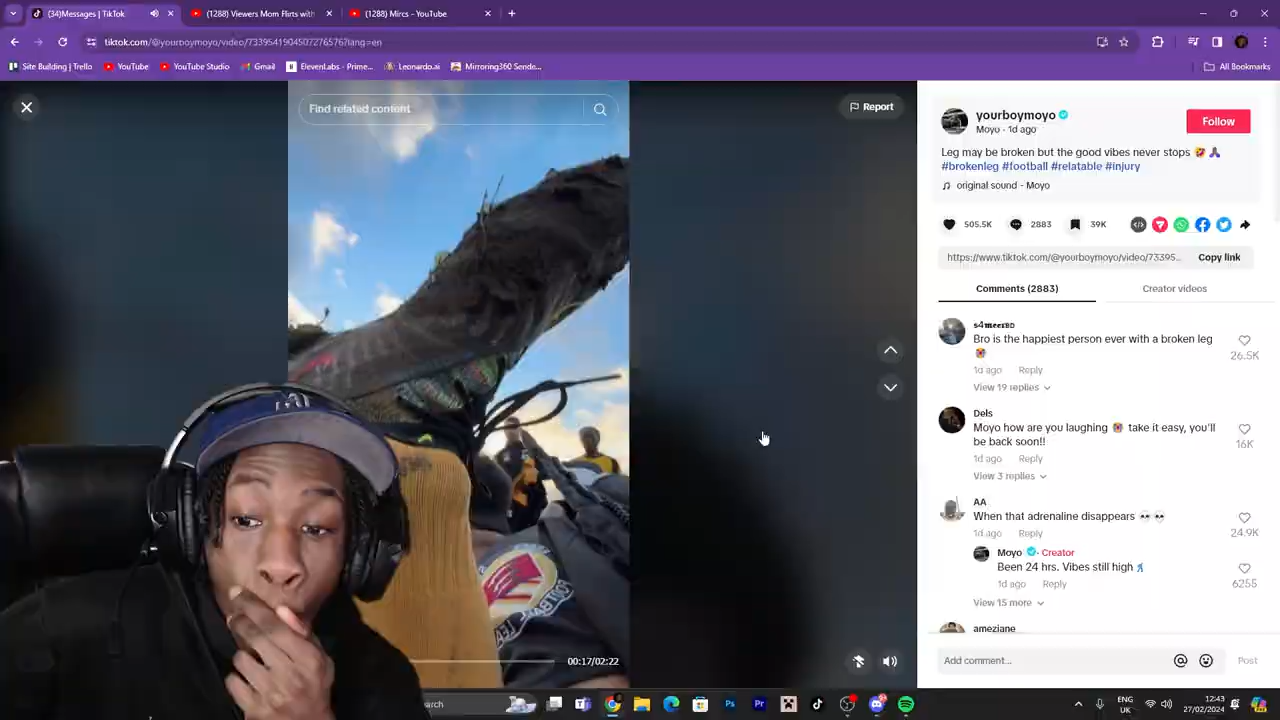 (34)Messages | TikTok
(1288) Viewers Moms Fits with
(1288) Mircs - YouTube
tiktok.com/@yourboymoyo/video/7339541904507276576?lang=en
Site Building | Trello
YouTube
YouTube Studio
Gmail
ElevenLabs - Prime...
Leonardo.ai
Mirroring360 Sende...
All Bookmarks
Find related content
Report
yourboymoyo
Moyo · 1d ago
Follow
Leg may be broken but the good vibes never stops 🤣 🙏🏾
#brokenleg #football #relatable #injury
original sound - Moyo
505.5K
2883
39K
https://www.tiktok.com/@yourboymoyo/video/73395...
Copy link
Comments (2883)
Creator videos
s4meerBD
Bro is the happiest person ever with a broken leg
😭
1d ago Reply
26.5K
View 19 replies
Dels
Moyo how are you laughing 😭 take it easy, you'll
be back soon!!
16K
1d ago Reply
View 3 replies
AA
When that adrenaline disappears 💀💀
1d ago Reply
24.9K
Moyo · Creator
Been 24 hrs. Vibes still high 🕺
1d ago Reply
6255
View 15 more
ameziane
00:17/02:22
Add comment...
Post
earch
ENG
UK
12:43
27/02/2024